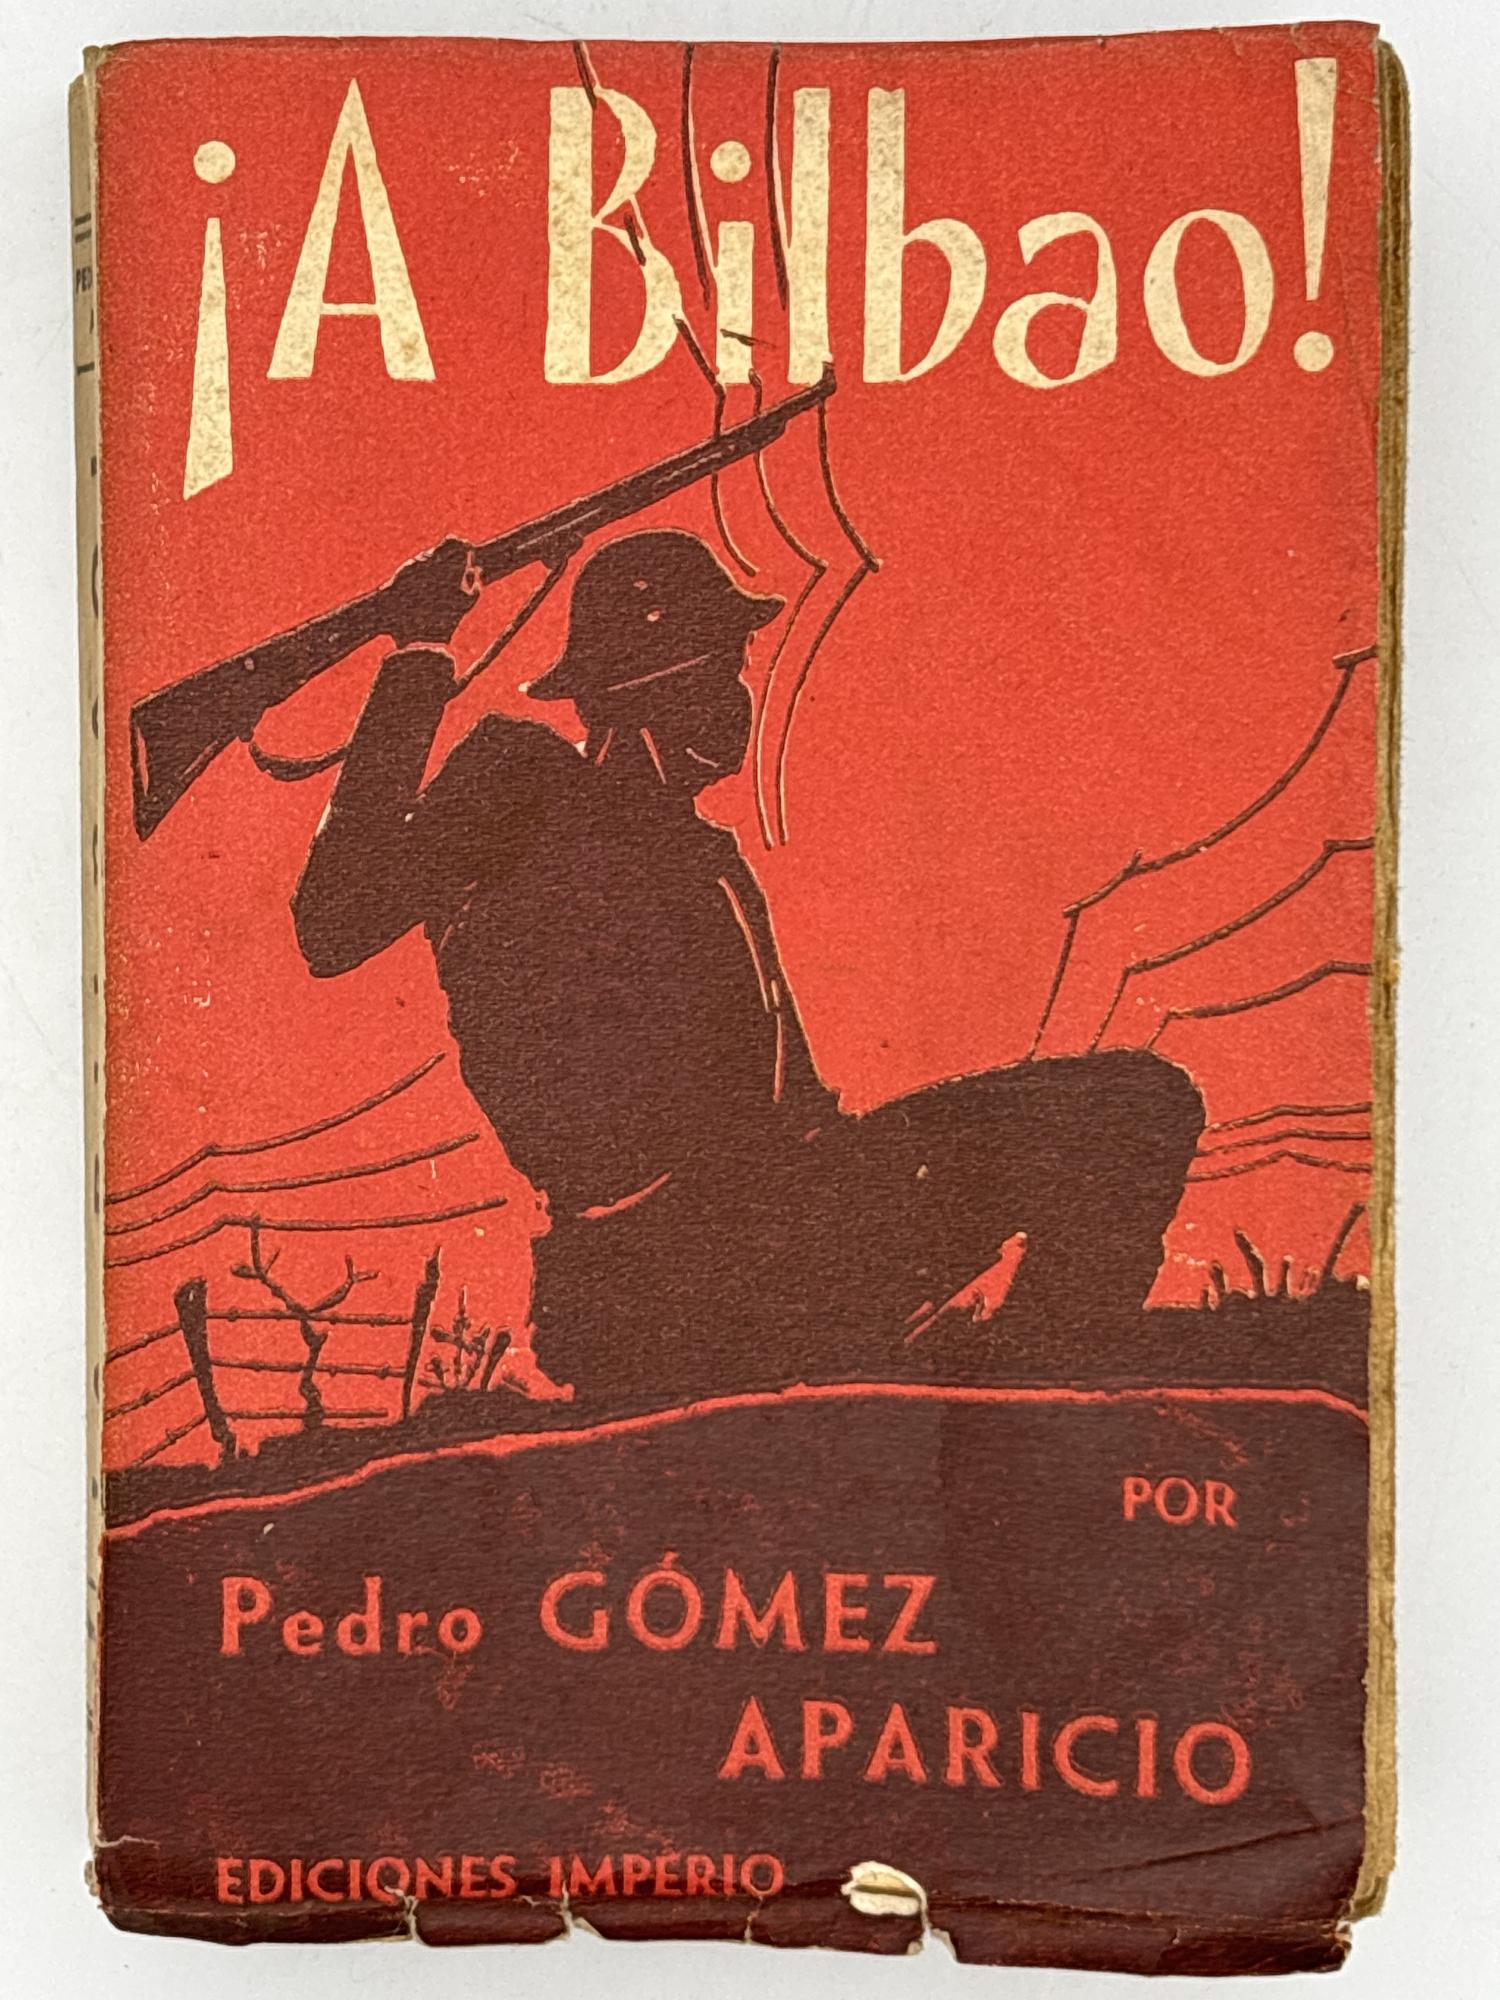 ¡A Bilbao!
POR
Pedro GÓMEZ
APARICIO
EDICIONES IMPERIO